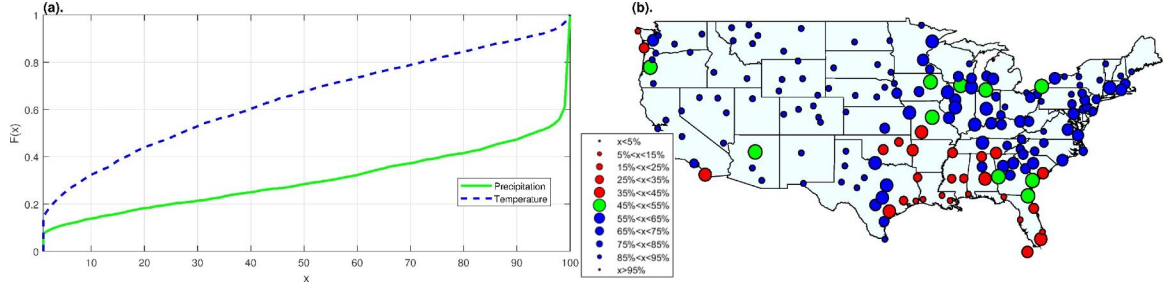 (a).
1
0.8
0.6
0.4
0.2
0
F(x)
10 20 30 40 50 60 70 80 90 100
x
Precipitation
Temperature
(b).
x<5%
5%<x<15%
15%<x<25%
25%<x<35%
35%<x<45%
45%<x<55%
55%<x<65%
65%<x<75%
75%<x<85%
85%<x<95%
x>95%